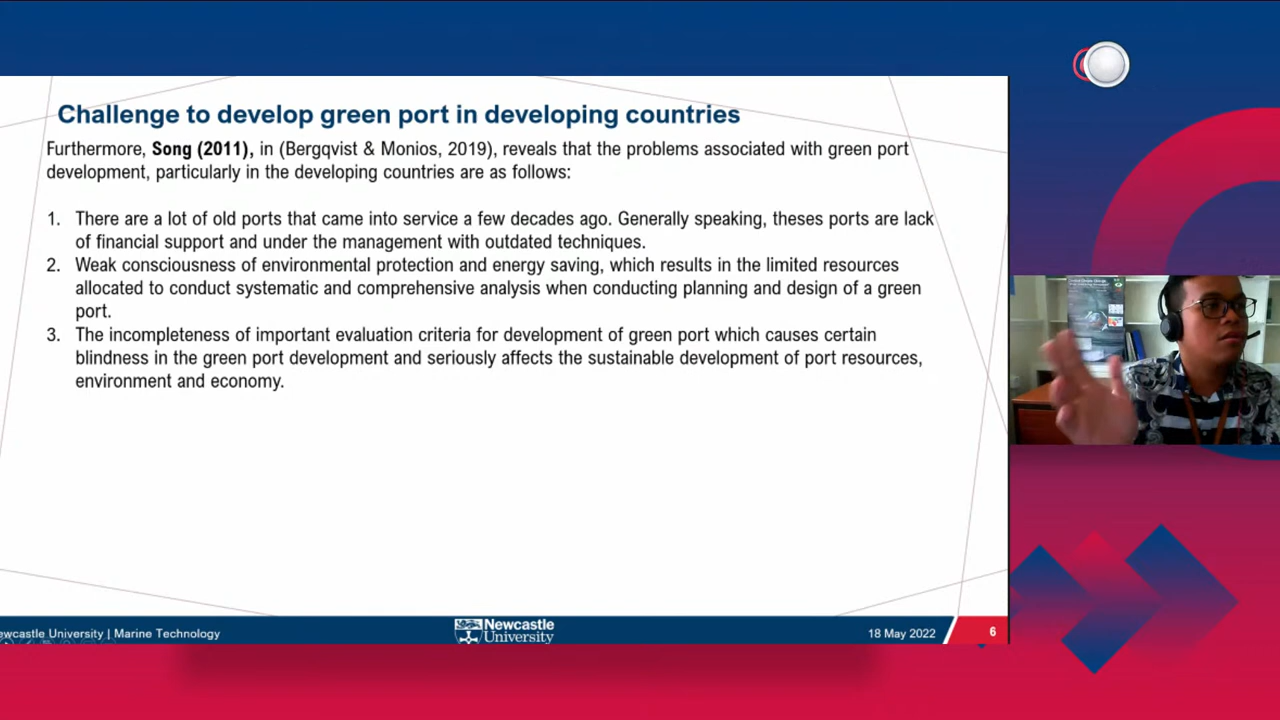 Challenge to develop green port in developing countries
Furthermore, Song (2011), in (Bergqvist & Monios, 2019), reveals that the problems associated with green port
development, particularly in the developing countries are as follows:
1. There are a lot of old ports that came into service a few decades ago. Generally speaking, theses ports are lack
of financial support and under the management with outdated techniques.
2. Weak consciousness of environmental protection and energy saving, which results in the limited resources
allocated to conduct systematic and comprehensive analysis when conducting planning and design of a green
port.
3. The incompleteness of important evaluation criteria for development of green port which causes certain
blindness in the green port development and seriously affects the sustainable development of port resources,
environment and economy.
ewcastle University | Marine Technology
Newcastle
University
18 May 2022
6